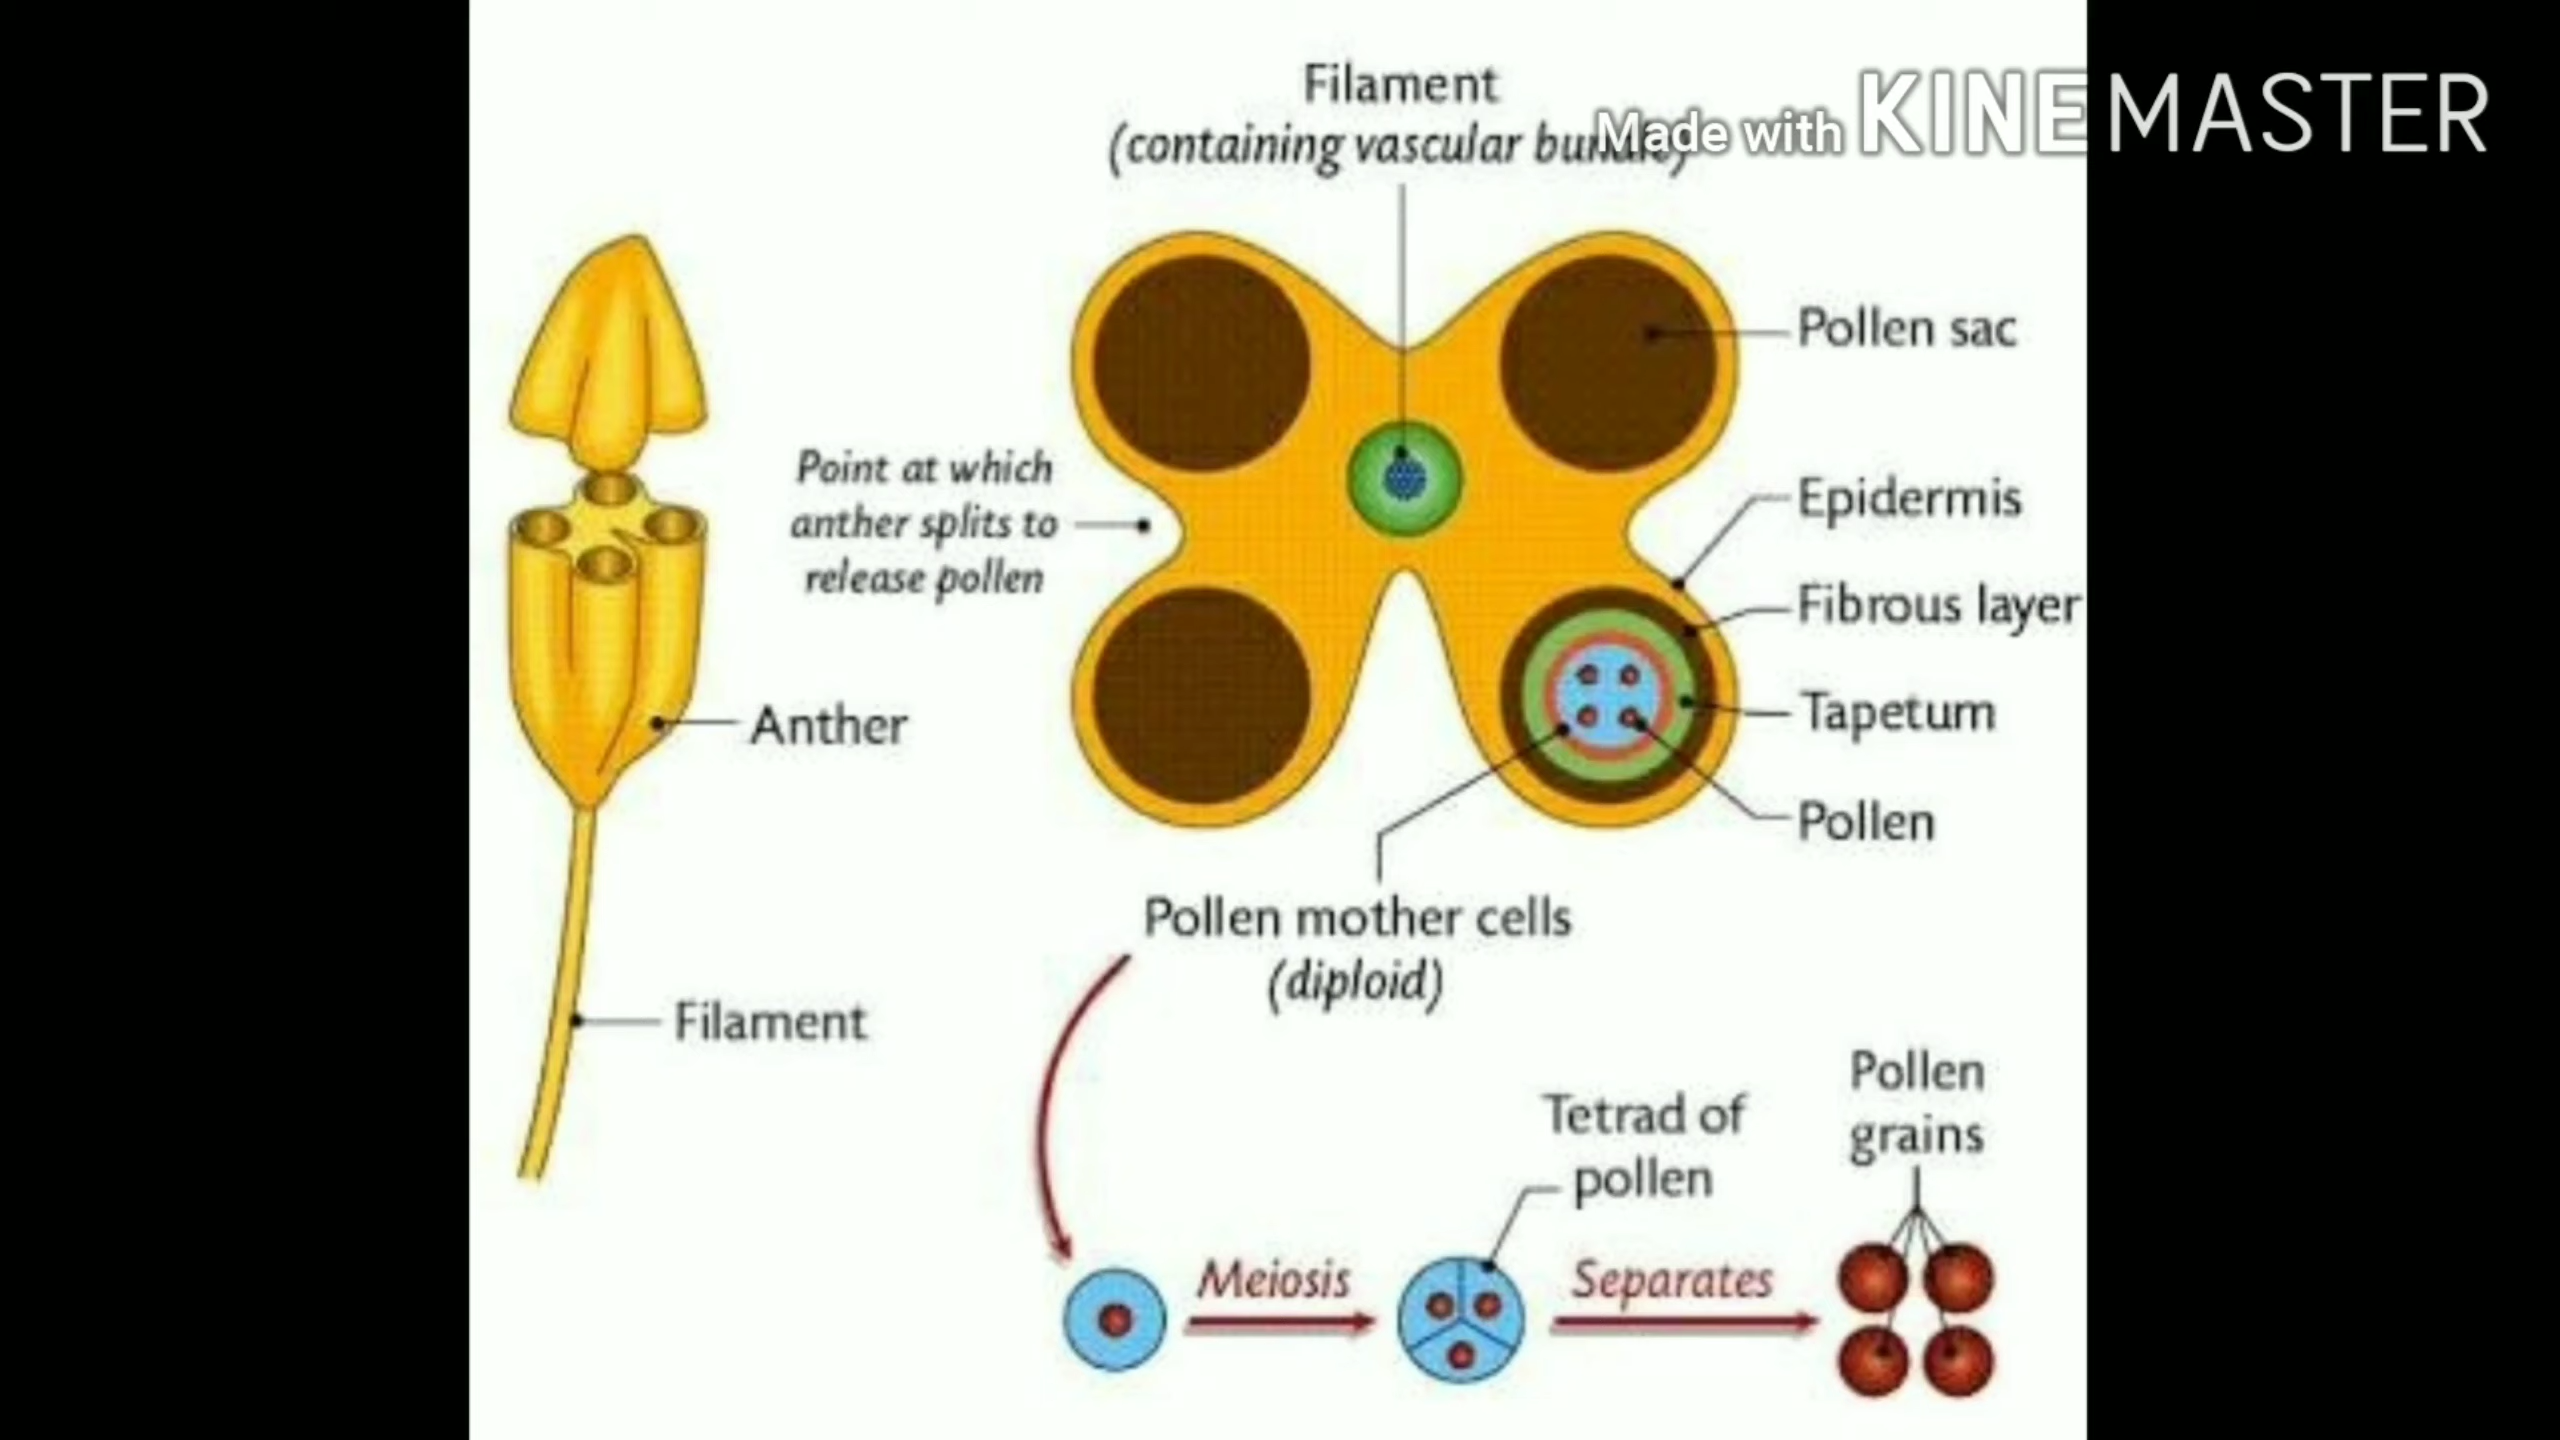 Filament
(containing vascular bundle)
Made with KINEMASTER
Pollen sac
Point at which
anther splits to
release pollen
Epidermis
Fibrous layer
Tapetum
Anther
Pollen
Pollen mother cells
(diploid)
Filament
Pollen
grains
Tetrad of
pollen
Meiosis
Separates